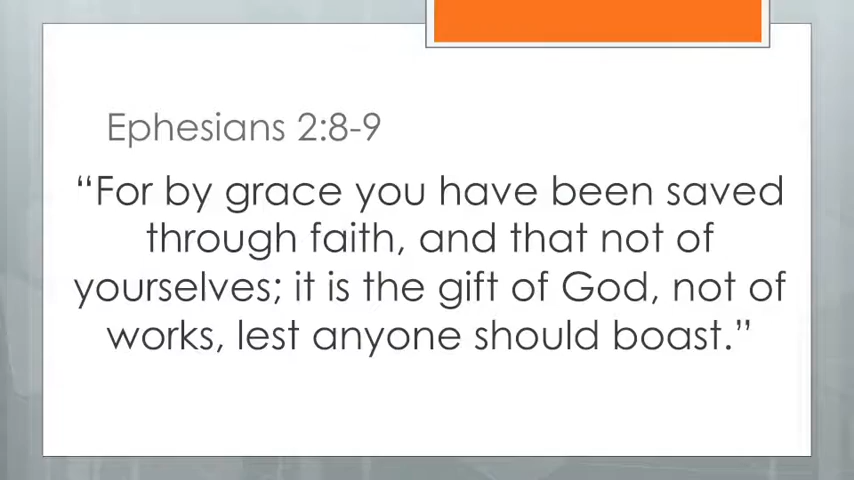 Ephesians 2:8-9
“For by grace you have been saved
through faith, and that not of
yourselves; it is the gift of God, not of
works, lest anyone should boast.”